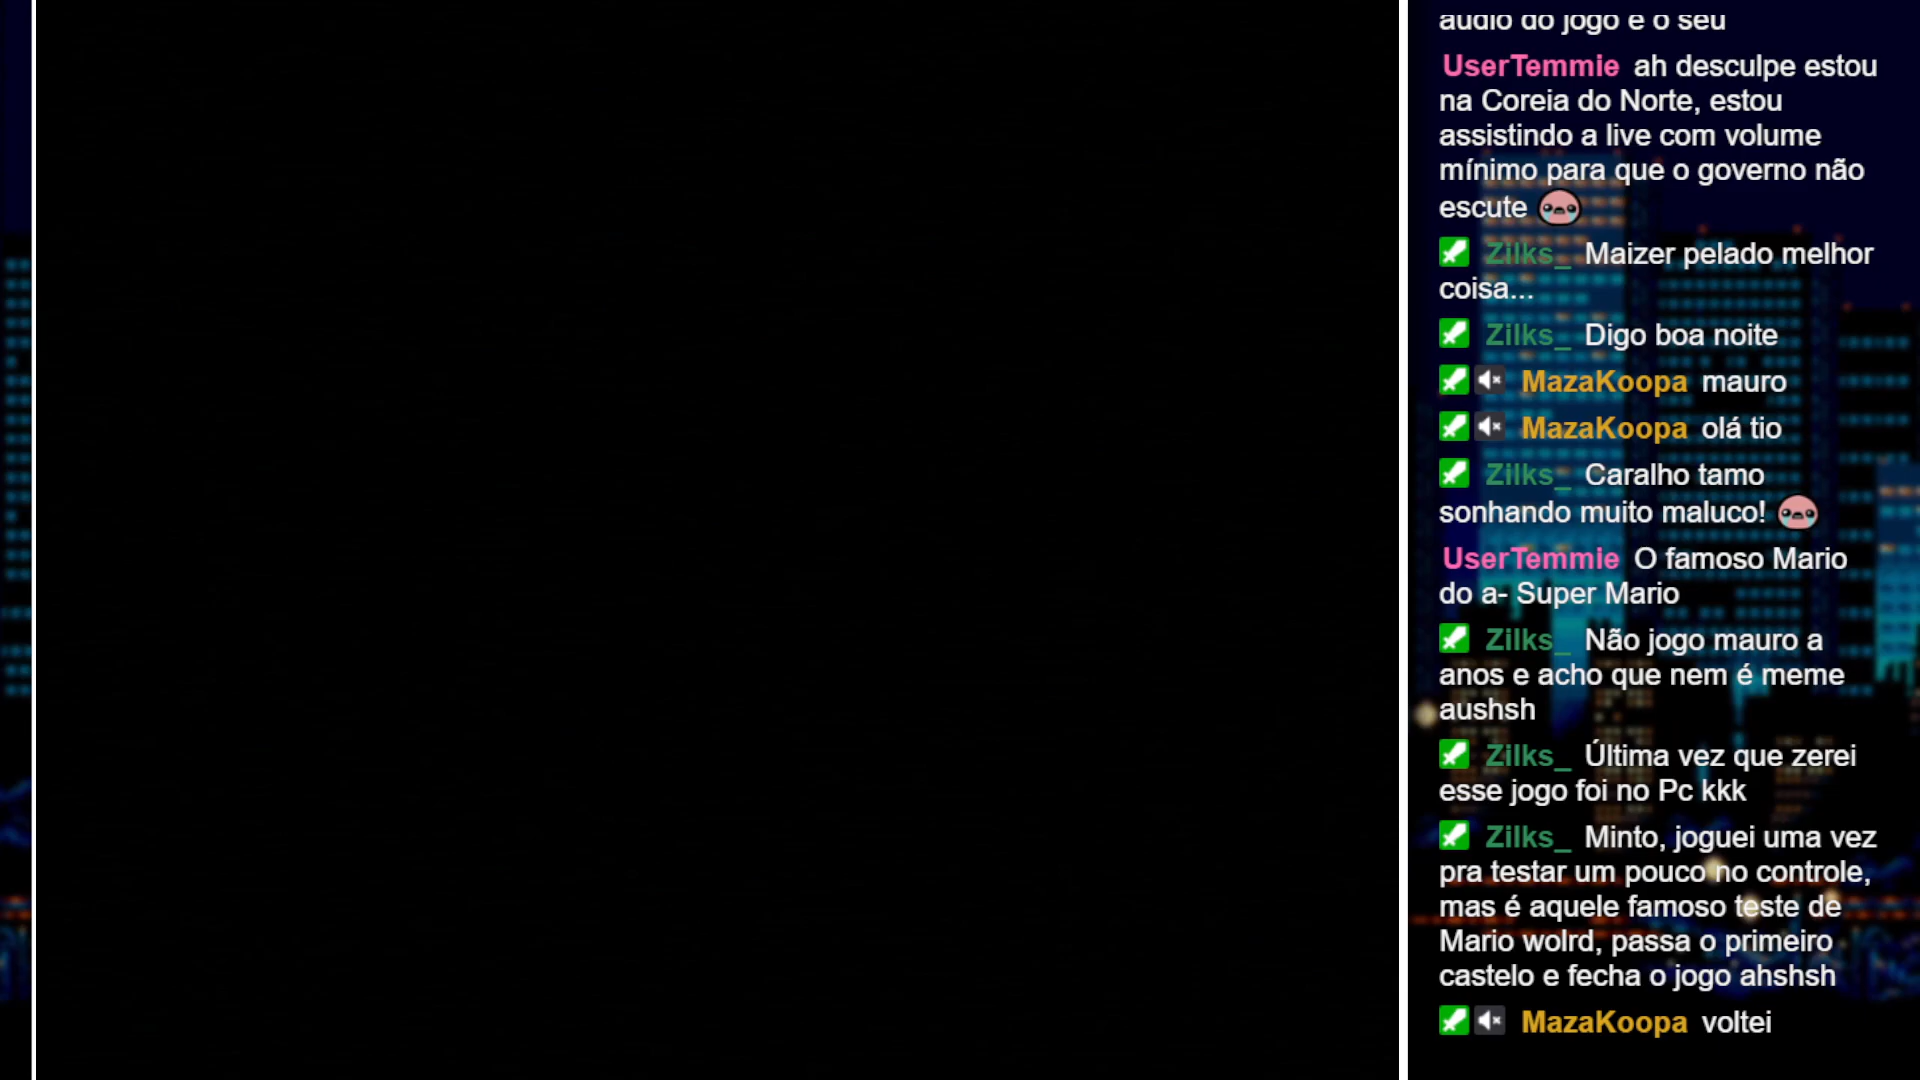 áudio do jogo e o seu
UserTemmie ah desculpe estou
na Coreia do Norte, estou
assistindo a live com volume
mínimo para que o governo não
escute
Zilks_ Maizer pelado melhor
coisa...
Zilks_ Digo boa noite
MazaKoopa mauro
MazaKoopa olá tio
Zilks_ Caralho tamo
sonhando muito maluco!
UserTemmie O famoso Mario
do a- Super Mario
Zilks_ Não jogo mauro a
anos e acho que nem é meme
aushsh
Zilks_ Última vez que zerei
esse jogo foi no Pc kkk
Zilks_ Minto, joguei uma vez
pra testar um pouco no controle,
mas é aquele famoso teste de
Mario wolrd, passa o primeiro
castelo e fecha o jogo ahshsh
MazaKoopa voltei